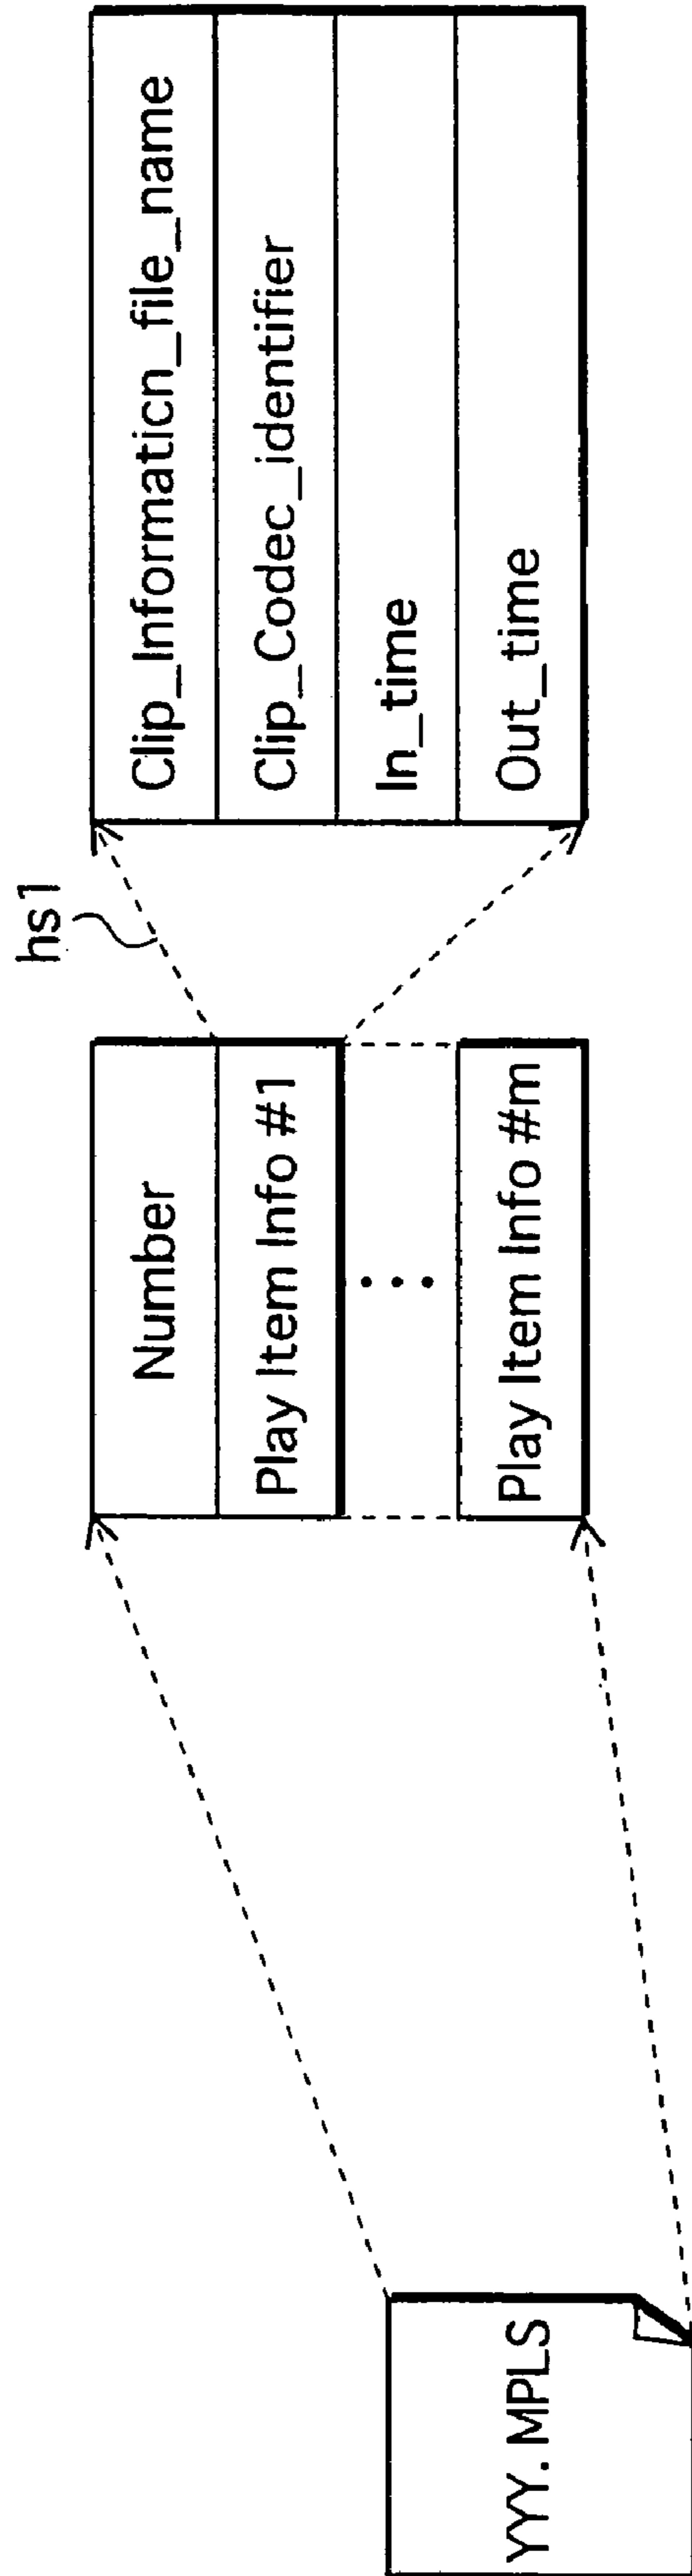 YYY. MPLS
Number
Play Item Info #1
Play Item Info #m
hs1
Clip_Informaticn_file_name
Clip_Codec_identifier
In_time
Out_time